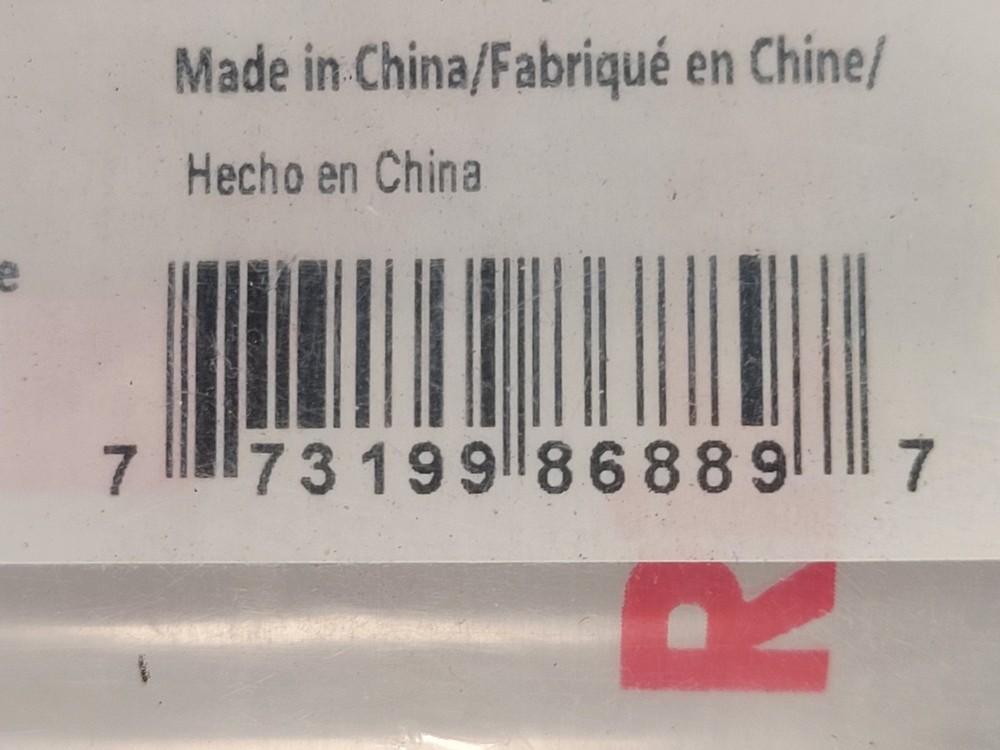 Made in China/Fabriqué en Chine/
Hecho en China
e
7 73199 86889 7
R